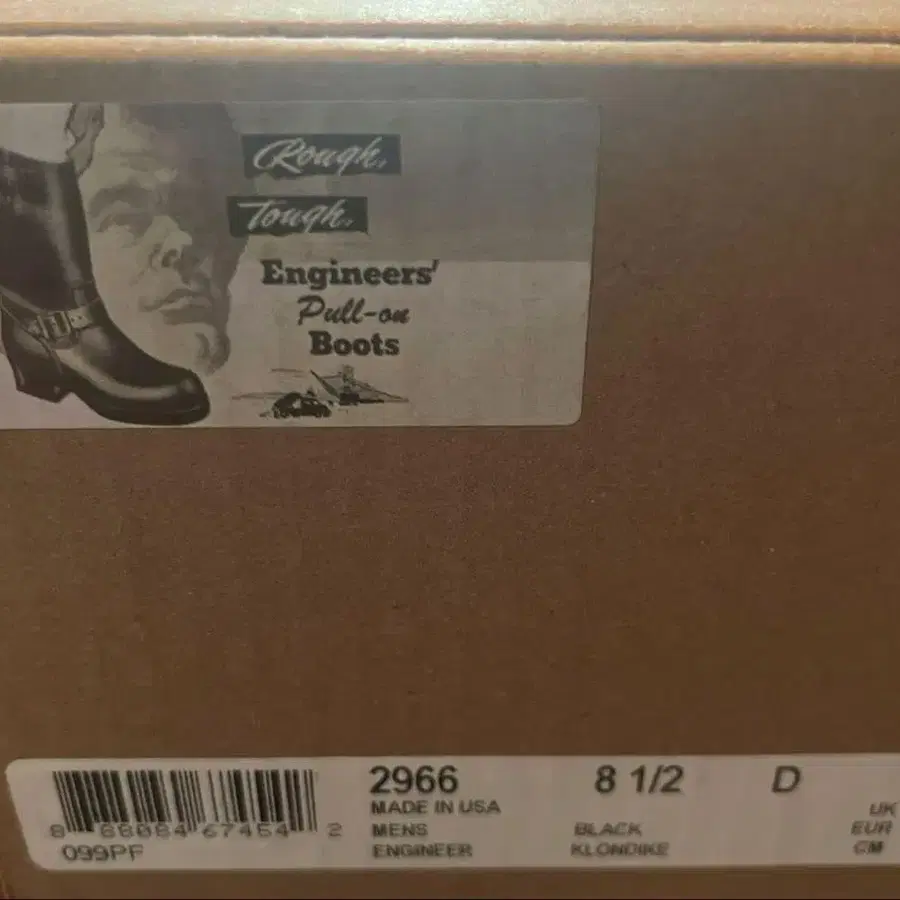 Rough,
Tough,
Engineers'
Pull-on
Boots
2966 8 1/2 D
MADE IN USA UK
8 88084 67454 2 MENS BLACK EUR
099PF ENGINEER KLONDIKE CM